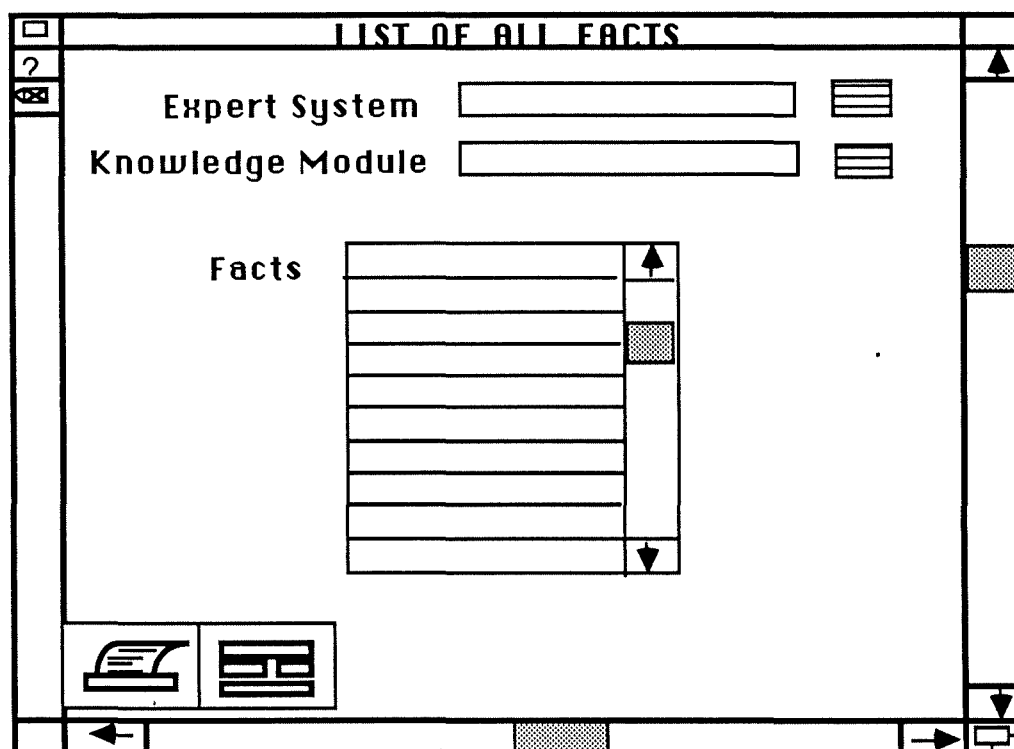 LIST OF ALL FACTS
?
Expert System
Knowledge Module
Facts